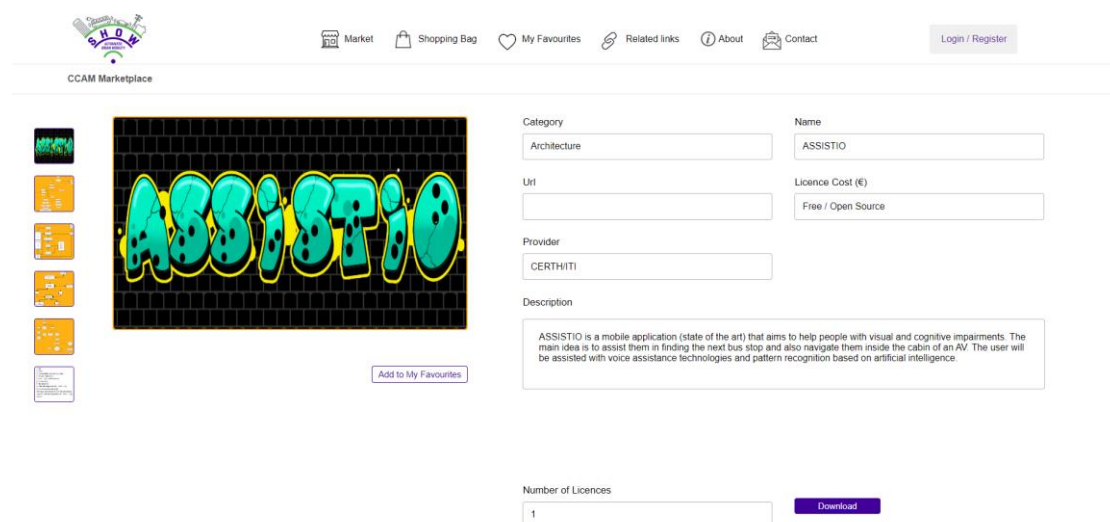 SHOW
Market
Shopping Bag
My Favourites
Related links
About
Contact
Login / Register
CCAM Marketplace
ASSiSTiO
Add to My Favourites
Category
Architecture
Name
ASSISTIO
Url
Licence Cost (€)
Free / Open Source
Provider
CERTH/ITI
Description
ASSISTIO is a mobile application (state of the art) that aims to help people with visual and cognitive impairments. The
main idea is to assist them in finding the next bus stop and also navigate them inside the cabin of an AV. The user will
be assisted with voice assistance technologies and pattern recognition based on artificial intelligence.
Number of Licences
1
Download